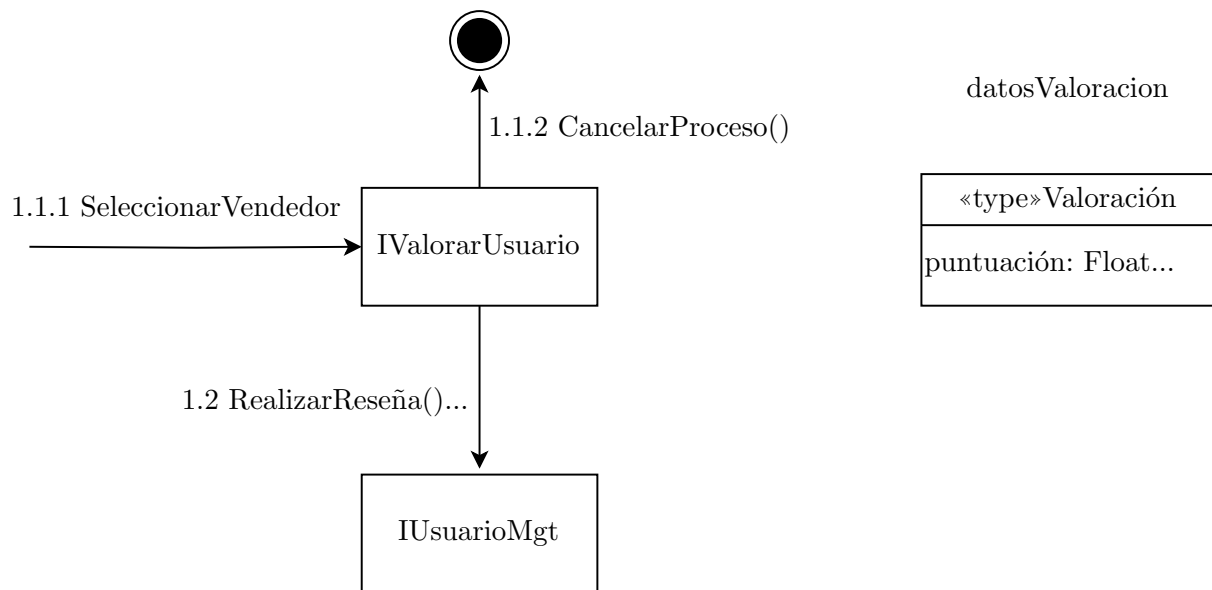 datosValoracion
1.1.2 CancelarProceso()
1.1.1 SeleccionarVendedor
«type»Valoración
IValorarUsuario
puntuación: Float...
1.2 RealizarReseña()...
IUsuarioMgt